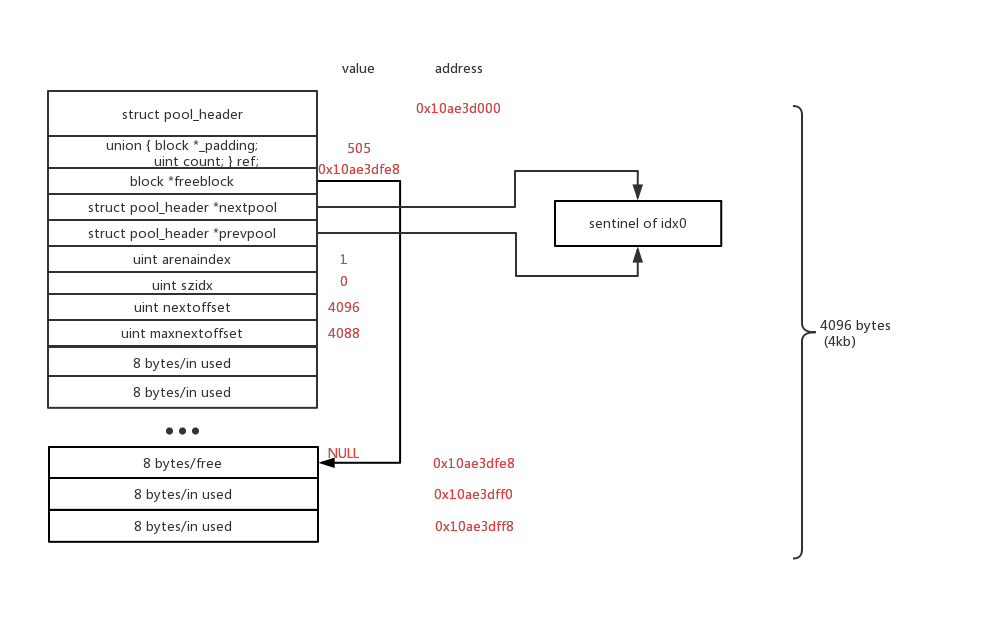 value address
struct pool_header
0x10ae3d000
union { block *_padding;
uint count; } ref;
505
0x10ae3dfe8
block *freeblock
struct pool_header *nextpool
sentinel of idx0
struct pool_header *prevpool
uint arenaindex 1
uint szidx 0
uint nextoffset 4096
uint maxnextoffset 4088
4096 bytes
(4kb)
8 bytes/in used
8 bytes/in used
NULL
8 bytes/free 0x10ae3dfe8
8 bytes/in used 0x10ae3dff0
8 bytes/in used 0x10ae3dff8